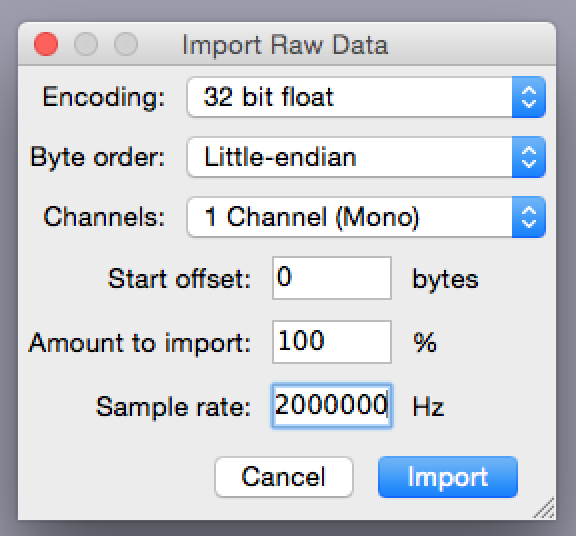 Import Raw Data
Encoding: 32 bit float
Byte order: Little-endian
Channels: 1 Channel (Mono)
Start offset: 0 bytes
Amount to import: 100 %
Sample rate: 2000000 Hz
Cancel Import